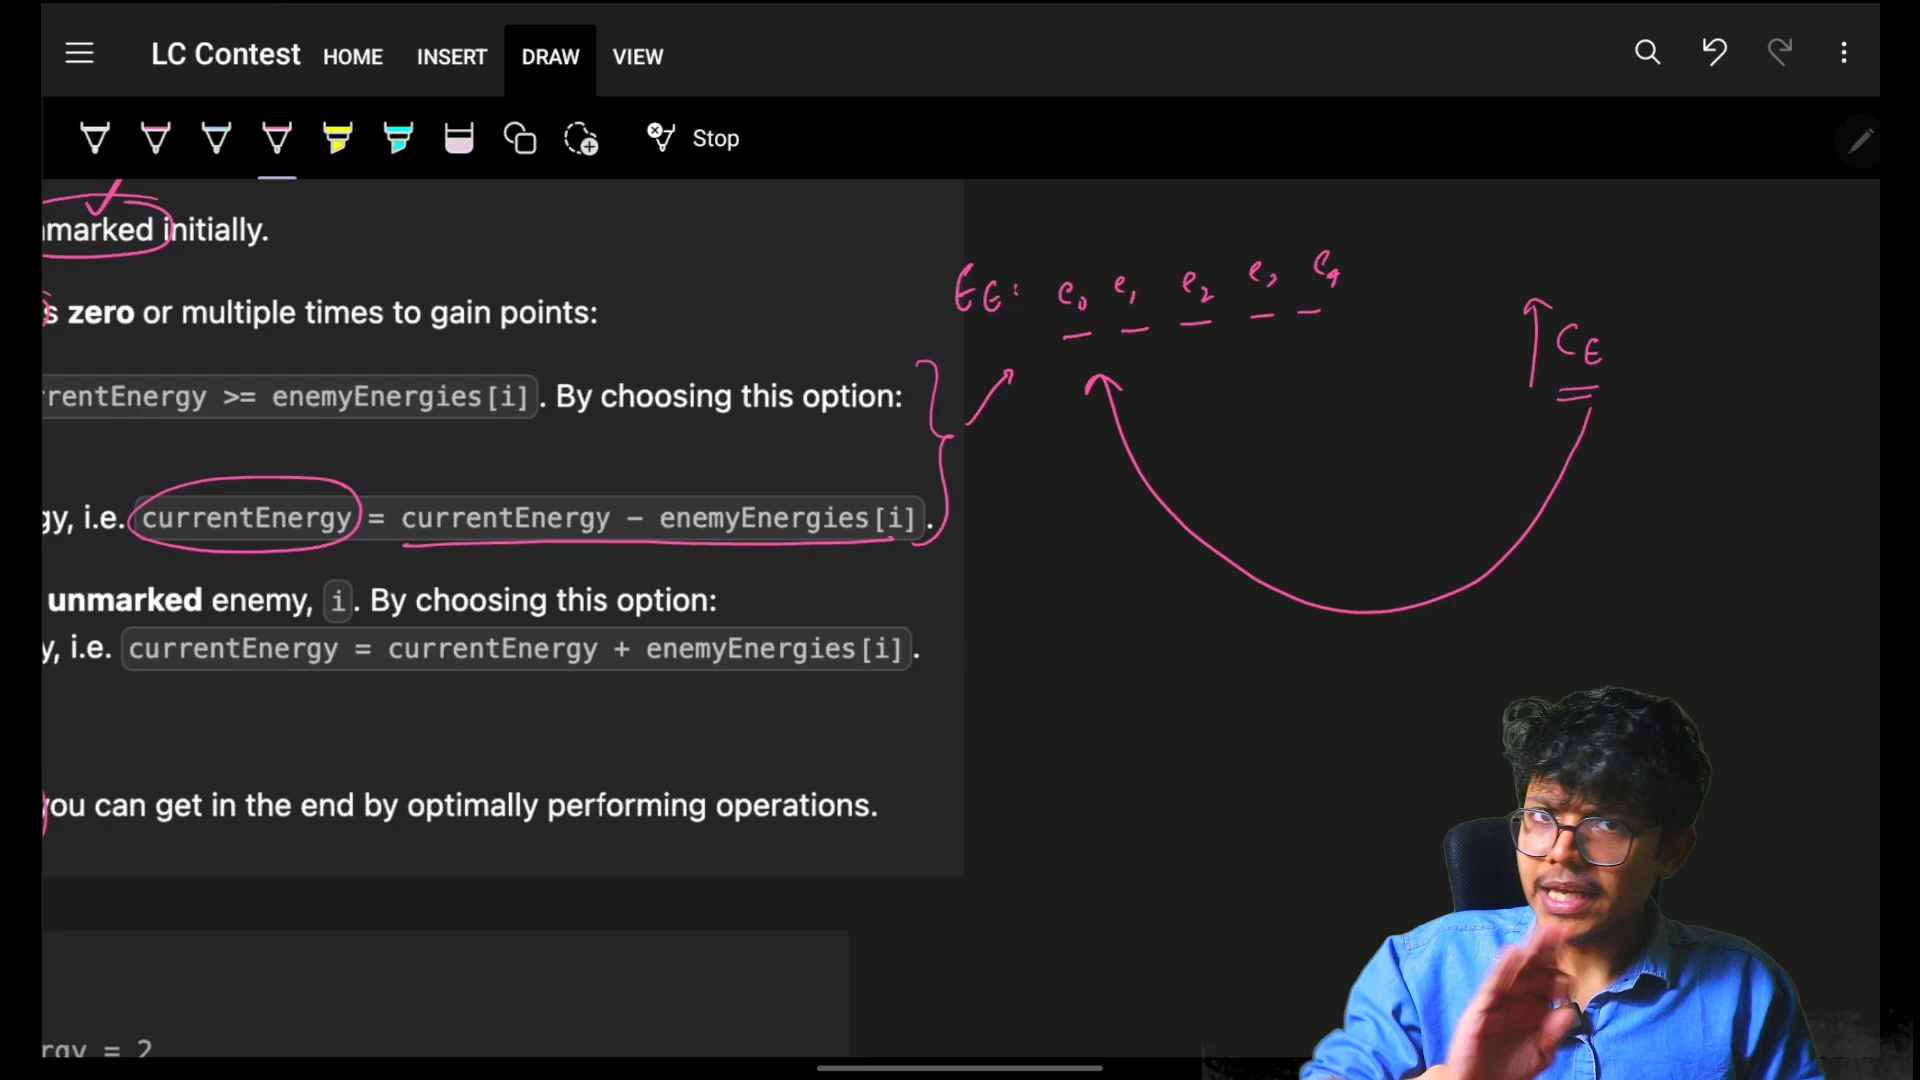 LC Contest HOME INSERT DRAW VIEW
Stop
marked initially.
s zero or multiple times to gain points:
rentEnergy >= enemyEnergies[i]. By choosing this option:
gy, i.e. currentEnergy = currentEnergy - enemyEnergies[i].
unmarked enemy, i. By choosing this option:
y, i.e. currentEnergy = currentEnergy + enemyEnergies[i].
you can get in the end by optimally performing operations.
rgy = 2
EE: e0 e1 e2 e3 e4
CE